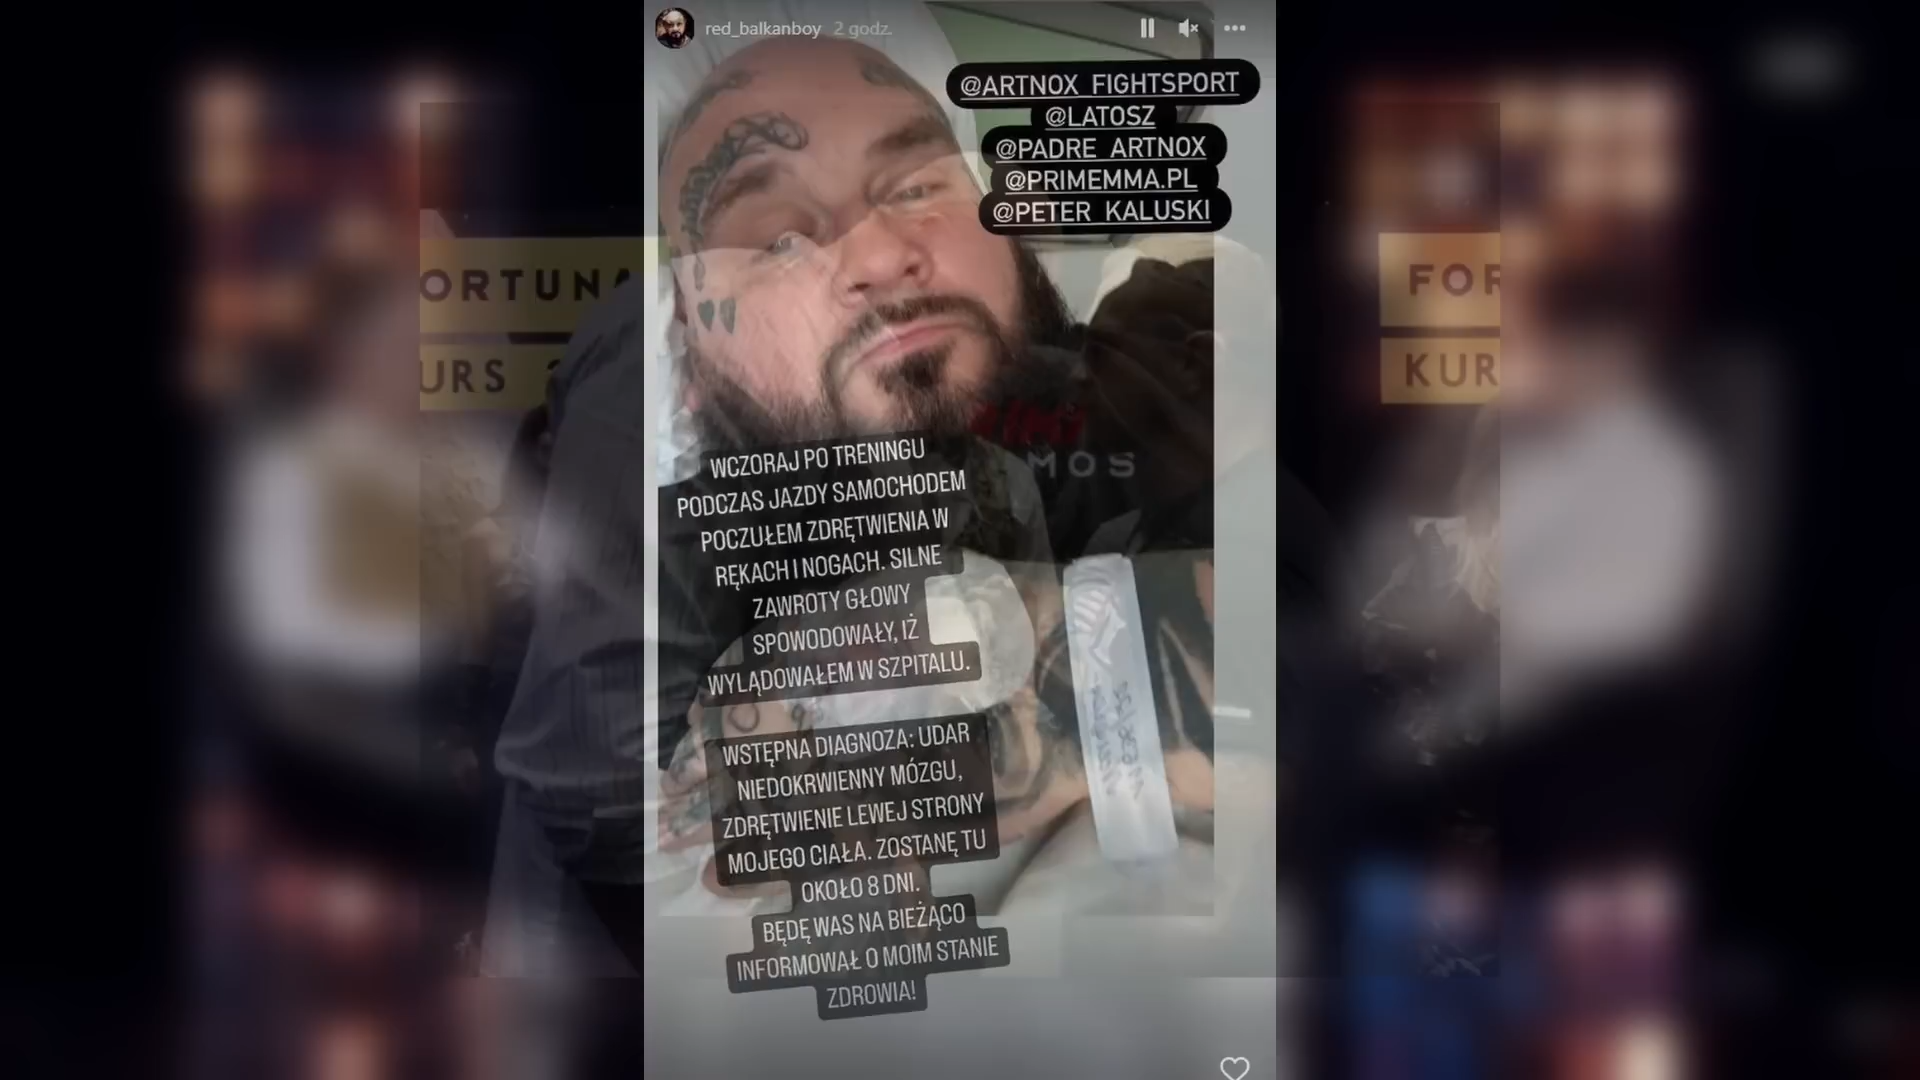 red_balkanboy 2 godz.
@ARTNOX_FIGHTSPORT
@LATOSZ
@PADRE_ARTNOX
@PRIMEMMA.PL
@PETER_KALUSKI
ORTUNA
FOR
URS
KUR
MOS
WCZORAJ PO TRENINGU
PODCZAS JAZDY SAMOCHODEM
POCZUŁEM ZDRĘTWIENIA W
RĘKACH I NOGACH. SILNE
ZAWROTY GŁOWY
SPOWODOWAŁY, IŻ
WYLĄDOWAŁEM W SZPITALU.
WSTĘPNA DIAGNOZA: UDAR
NIEDOKRWIENNY MÓZGU,
ZDRĘTWIENIE LEWEJ STRONY
MOJEGO CIAŁA. ZOSTANĘ TU
OKOŁO 8 DNI.
BĘDĘ WAS NA BIEŻĄCO
INFORMOWAŁ O MOIM STANIE
ZDROWIA!